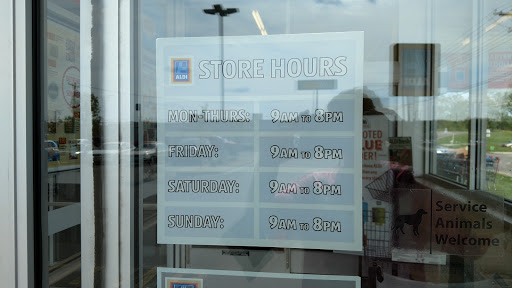 ALDI
STORE HOURS
MON-THURS: 9AM TO 8PM
FRIDAY: 9AM TO 8PM
SATURDAY: 9AM TO 8PM
SUNDAY: 9AM TO 8PM
Service
Animals
Welcome